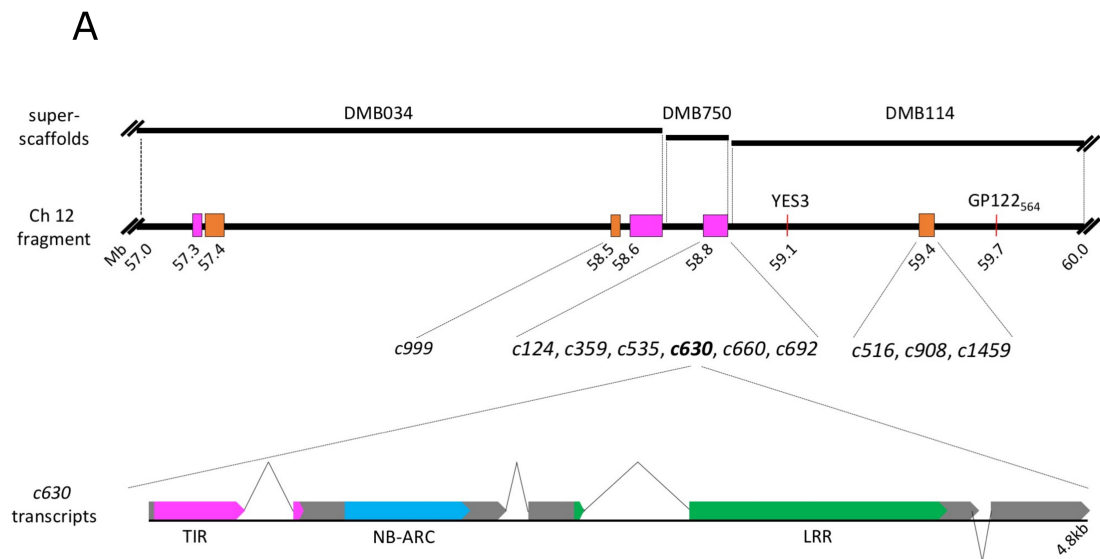 A
super-
scaffolds
DMB034
DMB750
DMB114
Ch 12
fragment
YES3
GP122564
Mb
57.0
57.3
57.4
58.5
58.6
58.8
59.1
59.4
59.7
60.0
c999
c124, c359, c535, c630, c660, c692
c516, c908, c1459
c630
transcripts
TIR
NB-ARC
LRR
4.8kb